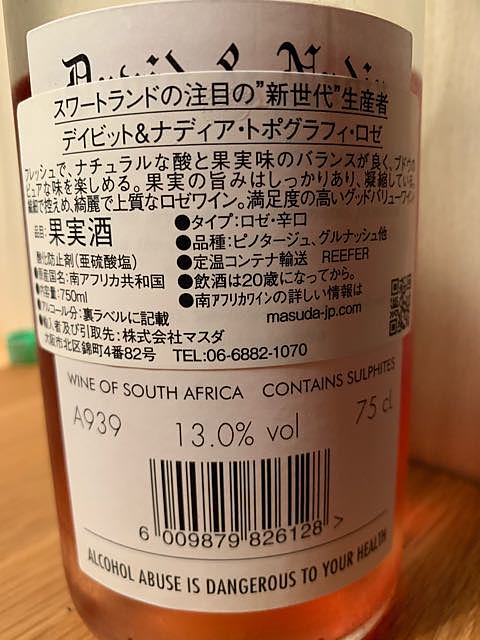 David & Nadia
スワートランドの注目の"新世代"生産者
デイビット&ナディア・トポグラフィ・ロゼ
フレッシュで、ナチュラルな酸と果実味のバランスが良く、ブドウの
ピュアな味を楽しめる。果実の旨みはしっかりあり、凝縮している。
繊細で控えめ、綺麗で上質なロゼワイン。満足度の高いグッドバリューワイン
品名:果実酒
酸化防止剤(亜硫酸塩)
●原産国名:南アフリカ共和国
●内容量:750ml
●アルコール分:裏ラベルに記載
●輸入者及び引取先:株式会社マスダ
大阪市北区錦町4番82号 TEL:06-6882-1070
●タイプ:ロゼ・辛口
●品種:ピノタージュ、グルナッシュ他
●定温コンテナ輸送 REEFER
●飲酒は20歳になってから。
●南アフリカワインの詳しい情報は
masuda-jp.com
WINE OF SOUTH AFRICA CONTAINS SULPHITES
A939 13.0% vol 75 cL
6 009879 826128 >
ALCOHOL ABUSE IS DANGEROUS TO YOUR HEALTH